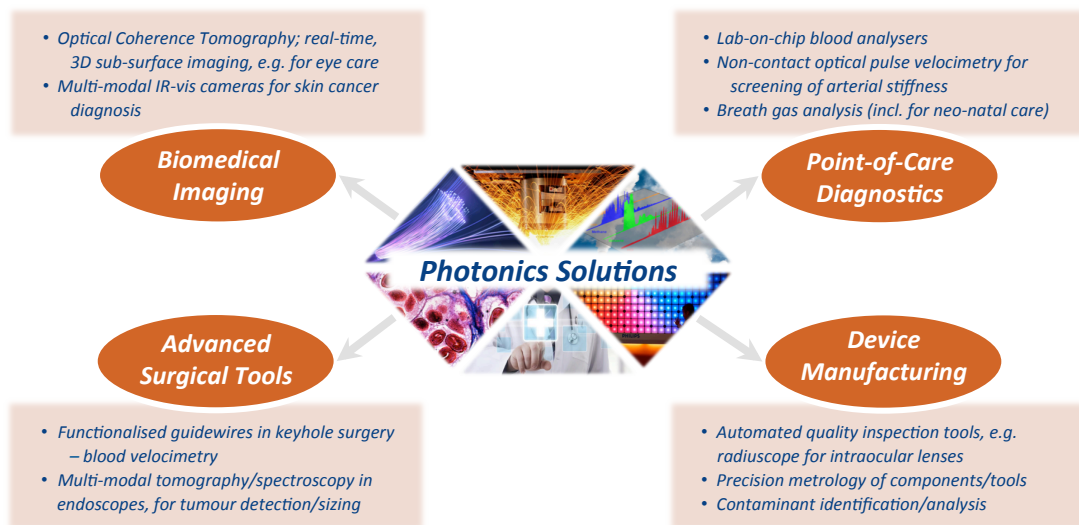 • Optical Coherence Tomography; real-time,
3D sub-surface imaging, e.g. for eye care
• Multi-modal IR-vis cameras for skin cancer
diagnosis
Biomedical
Imaging
• Lab-on-chip blood analysers
• Non-contact optical pulse velocimetry for
screening of arterial stiffness
• Breath gas analysis (incl. for neo-natal care)
Point-of-Care
Diagnostics
Photonics Solutions
Advanced
Surgical Tools
• Functionalised guidewires in keyhole surgery
– blood velocimetry
• Multi-modal tomography/spectroscopy in
endoscopes, for tumour detection/sizing
Device
Manufacturing
• Automated quality inspection tools, e.g.
radiuscope for intraocular lenses
• Precision metrology of components/tools
• Contaminant identification/analysis